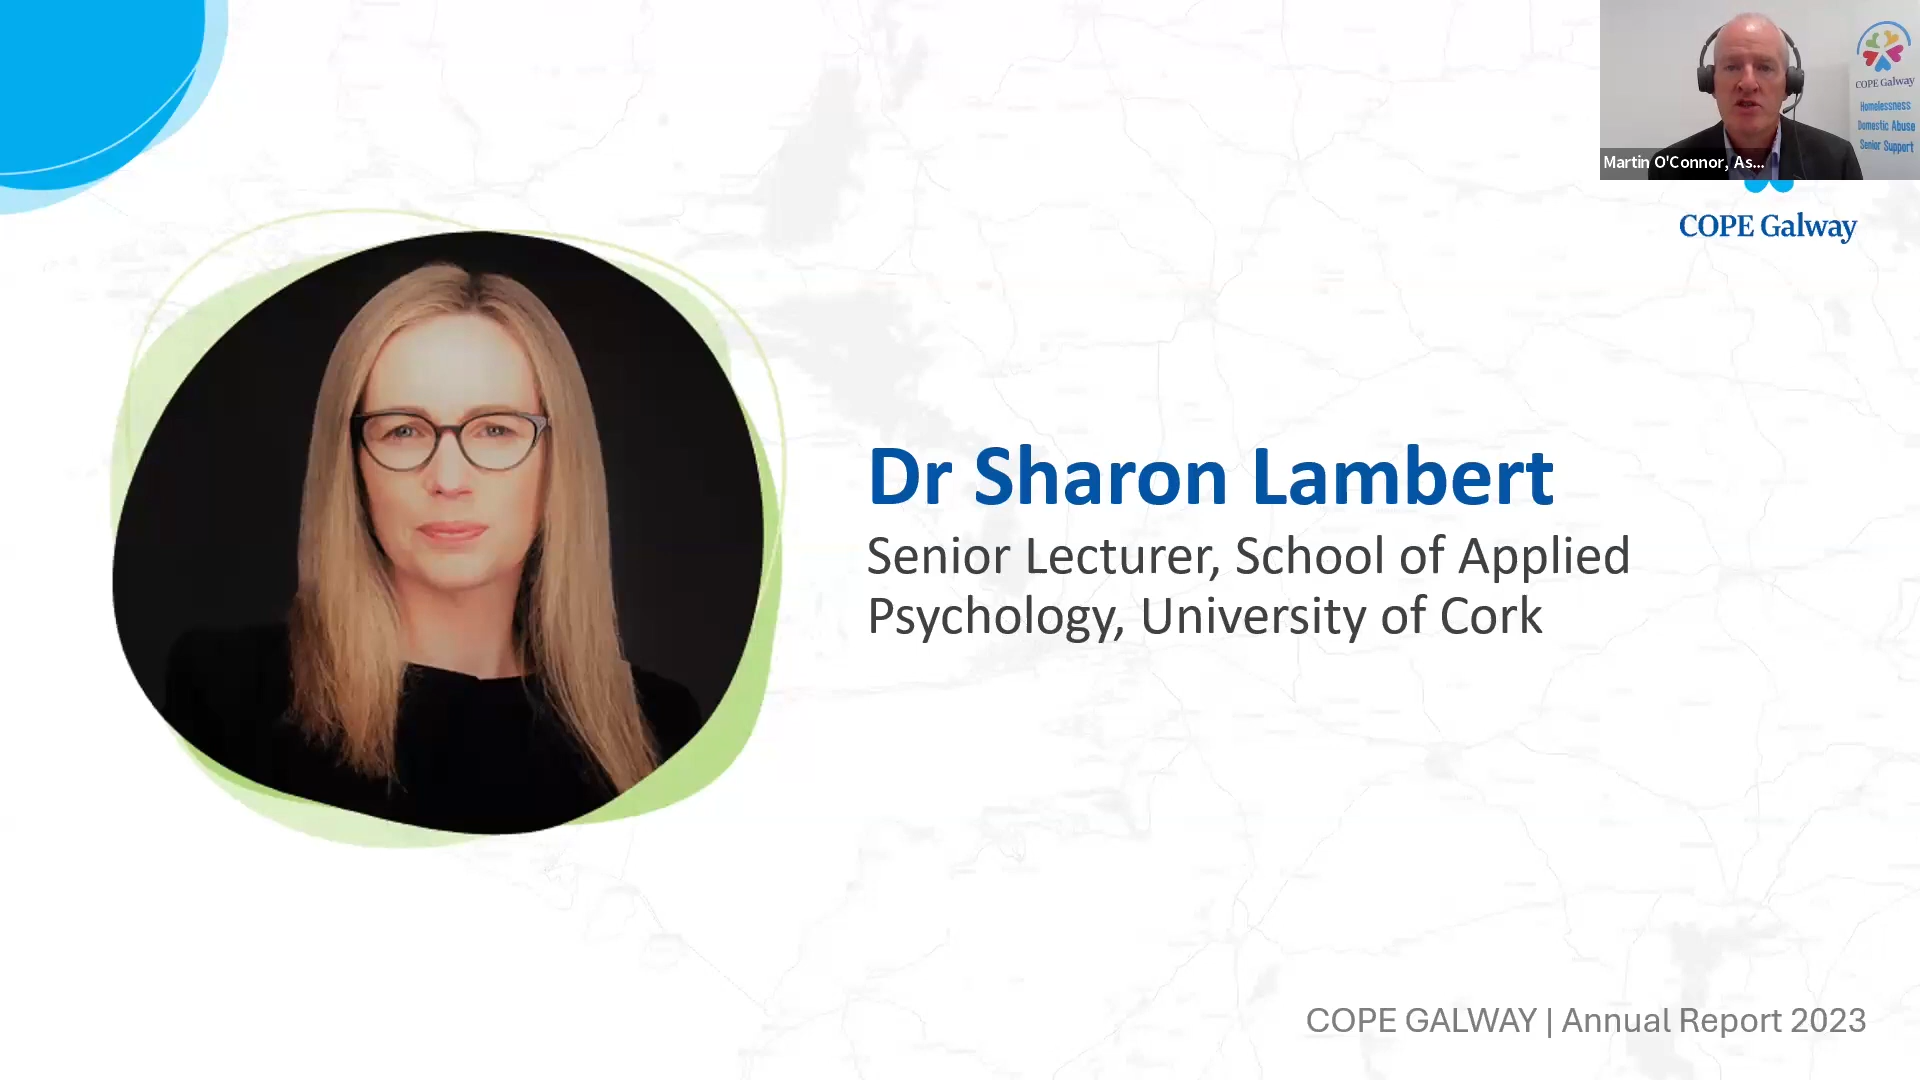 COPE Galway
Homelessness
Domestic Abuse
Senior Support
Martin O'Connor, As...
COPE Galway
Dr Sharon Lambert
Senior Lecturer, School of Applied
Psychology, University of Cork
COPE GALWAY | Annual Report 2023